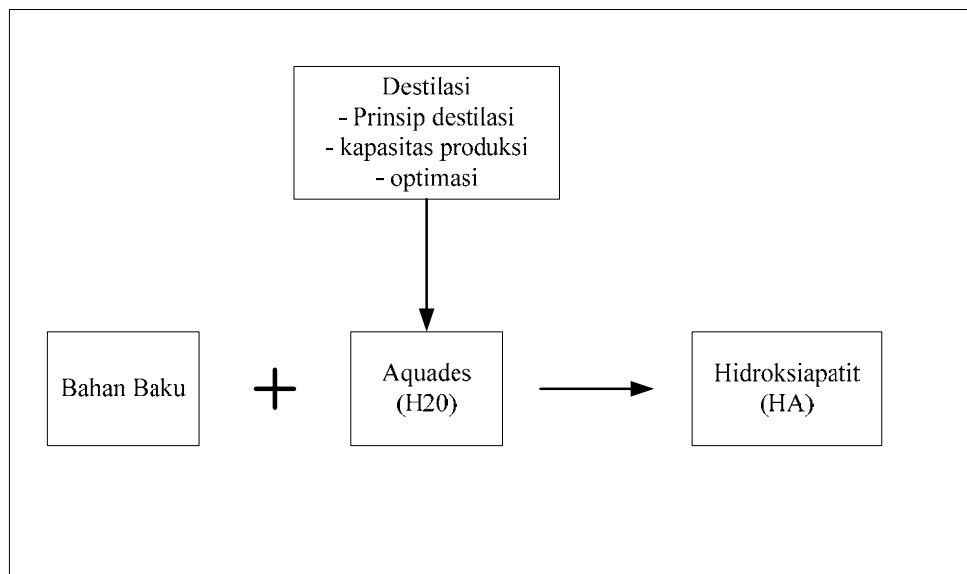 Destilasi
- Prinsip destilasi
- kapasitas produksi
- optimasi
Bahan Baku
+
Aquades
(H20)
Hidroksiapatit
(HA)